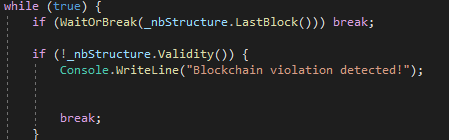 while (true) {
if (WaitOrBreak(_nbStructure.LastBlock())) break;
if (!_nbStructure.Validity()) {
Console.WriteLine("Blockchain violation detected!");
break;
}